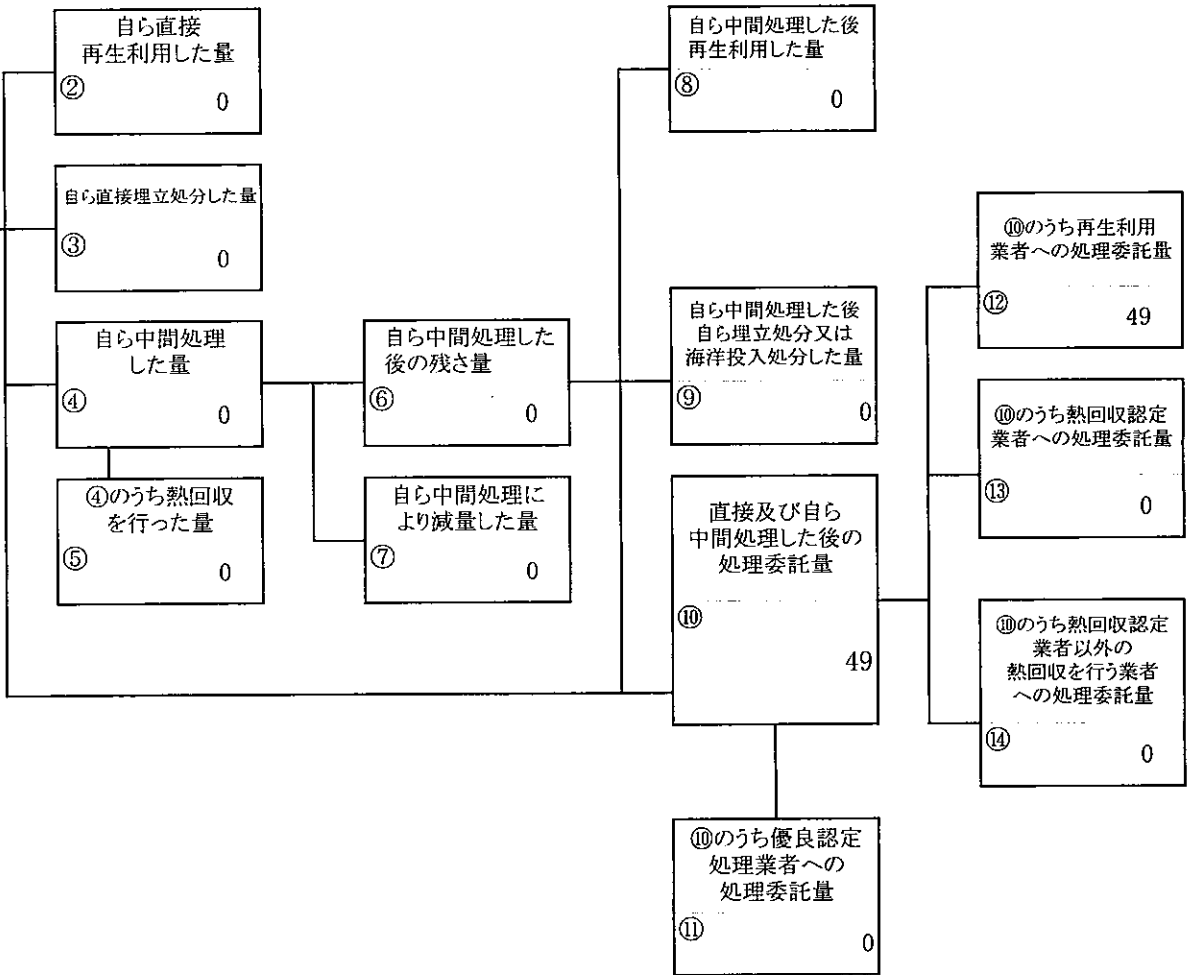 自ら直接
再生利用した量
②
0
自ら直接埋立処分した量
③
0
自ら中間処理
した量
④
0
④のうち熱回収
を行った量
⑤
0
自ら中間処理した
後の残さ量
⑥
0
自ら中間処理に
より減量した量
⑦
0
自ら中間処理した後
再生利用した量
⑧
0
自ら中間処理した後
自ら埋立処分又は
海洋投入処分した量
⑨
0
直接及び自ら
中間処理した後の
処理委託量
⑩
49
⑩のうち優良認定
処理業者への
処理委託量
⑪
0
⑩のうち再生利用
業者への処理委託量
⑫
49
⑩のうち熱回収認定
業者への処理委託量
⑬
0
⑩のうち熱回収認定
業者以外の
熱回収を行う業者
への処理委託量
⑭
0